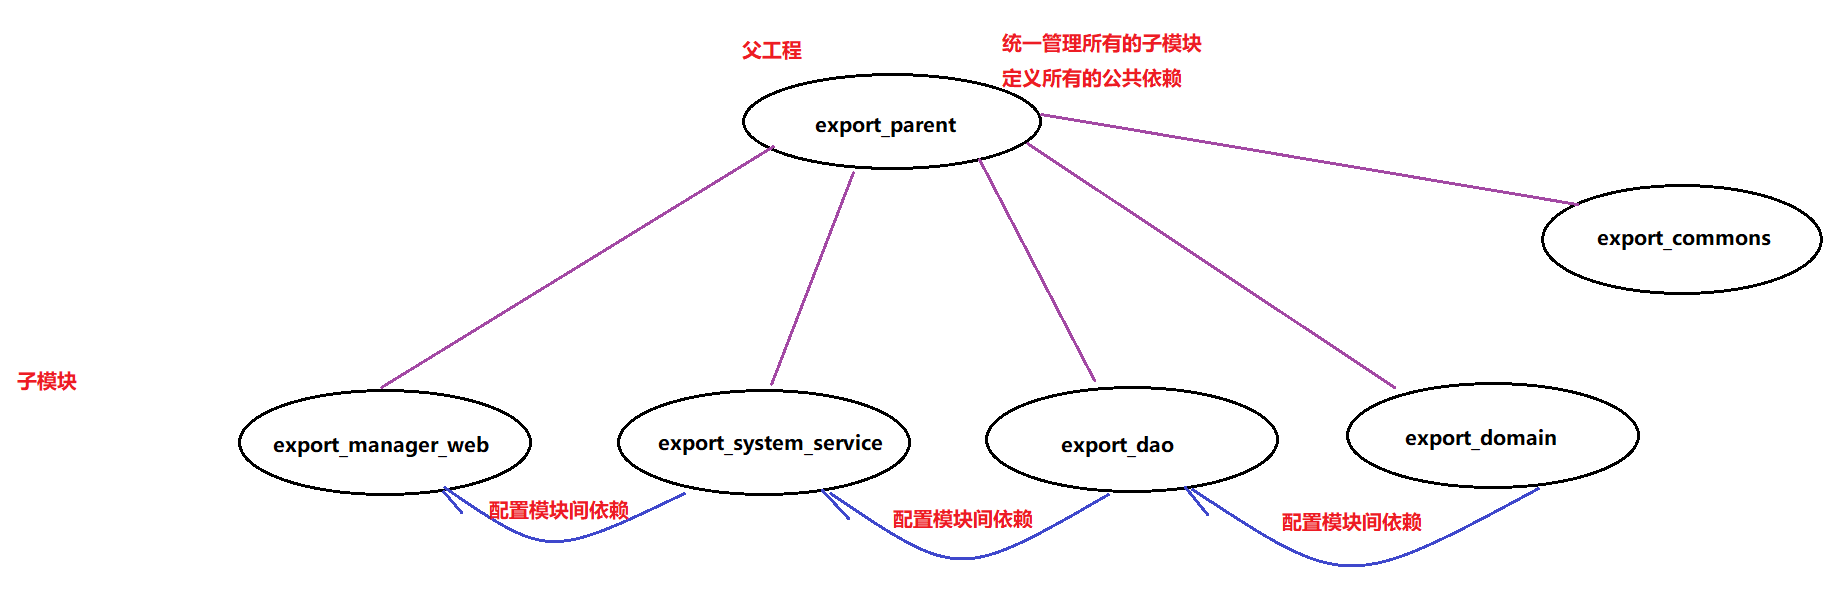 父工程
统一管理所有的子模块
定义所有的公共依赖
export_parent
export_commons
子模块
export_manager_web
export_system_service
export_dao
export_domain
配置模块间依赖
配置模块间依赖
配置模块间依赖